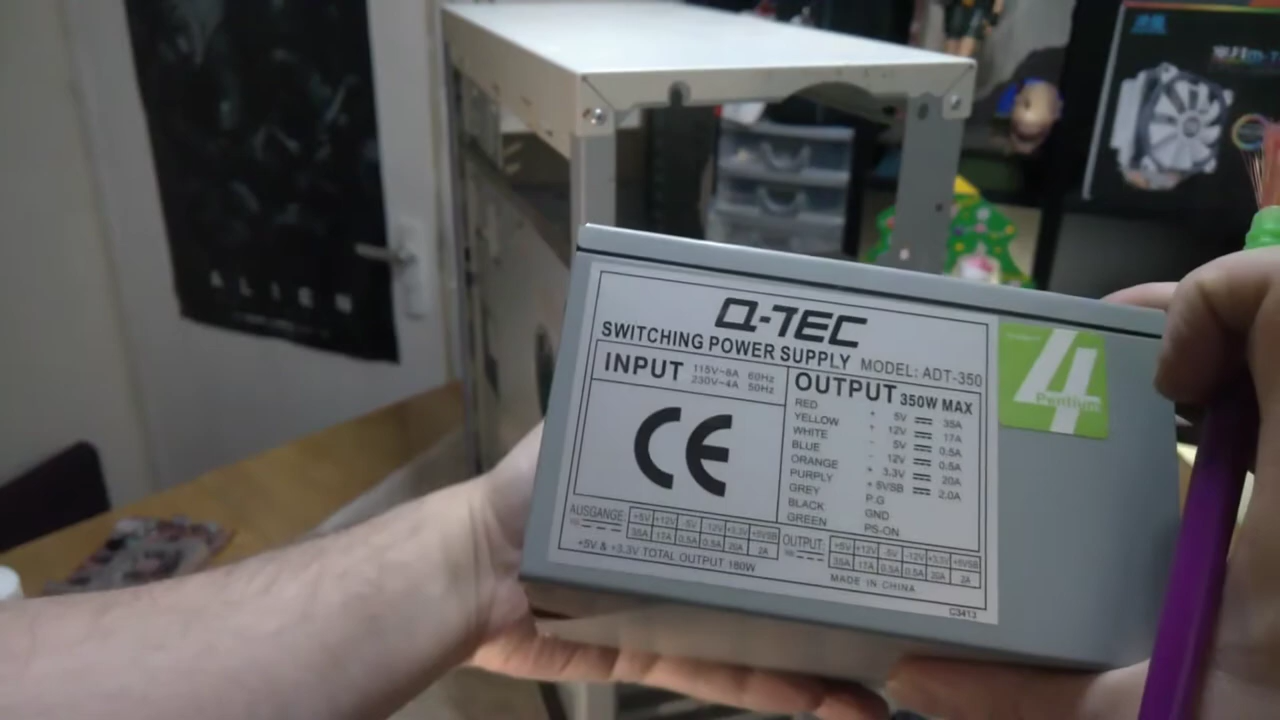 ALIEN
Q-TEC
SWITCHING POWER SUPPLY MODEL: ADT-350
INPUT 115V~8A 60Hz
230V~4A 50Hz
OUTPUT 350W MAX
RED + 5V 35A
YELLOW + 12V 17A
WHITE - 5V 0.5A
BLUE - 12V 0.5A
ORANGE + 3.3V 20A
PURPLY + 5VSB 2.0A
GREY P.G
BLACK GND
GREEN PS-ON
CE
4
Pentium
AUSGANGE: +5V +12V -5V -12V +3.3V +5VSB
35A 17A 0.5A 0.5A 20A 2A
+5V & +3.3V TOTAL OUTPUT 180W
OUTPUT: +5V +12V -5V -12V +3.3V +5VSB
35A 17A 0.5A 0.5A 20A 2A
MADE IN CHINA
C3413